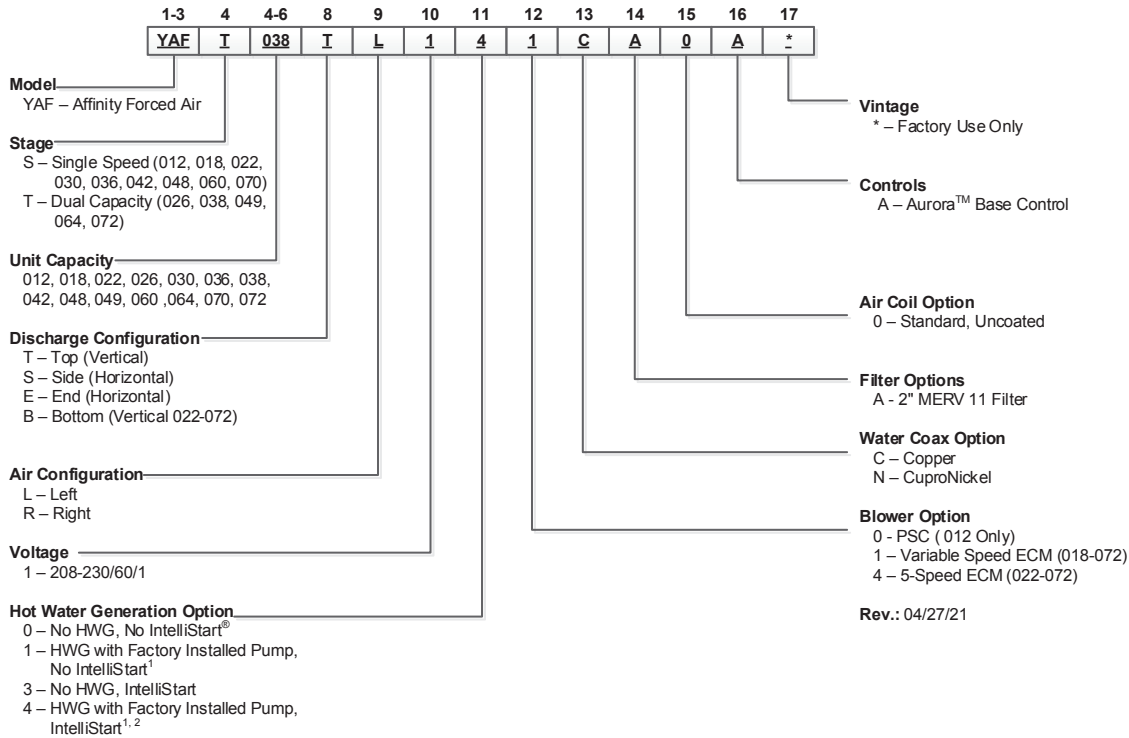 1-3 4 4-6 8 9 10 11 12 13 14 15 16 17
YAF T 038 T L 1 4 1 C A 0 A *
Model
YAF – Affinity Forced Air
Stage
S – Single Speed (012, 018, 022,
030, 036, 042, 048, 060, 070)
T – Dual Capacity (026, 038, 049,
064, 072)
Unit Capacity
012, 018, 022, 026, 030, 036, 038,
042, 048, 049, 060 ,064, 070, 072
Discharge Configuration
T – Top (Vertical)
S – Side (Horizontal)
E – End (Horizontal)
B – Bottom (Vertical 022-072)
Air Configuration
L – Left
R – Right
Voltage
1 – 208-230/60/1
Hot Water Generation Option
0 – No HWG, No IntelliStart®
1 – HWG with Factory Installed Pump,
No IntelliStart1
3 – No HWG, IntelliStart
4 – HWG with Factory Installed Pump,
IntelliStart1, 2
Vintage
* – Factory Use Only
Controls
A – Aurora™ Base Control
Air Coil Option
0 – Standard, Uncoated
Filter Options
A - 2" MERV 11 Filter
Water Coax Option
C – Copper
N – CuproNickel
Blower Option
0 - PSC ( 012 Only)
1 – Variable Speed ECM (018-072)
4 – 5-Speed ECM (022-072)
Rev.: 04/27/21